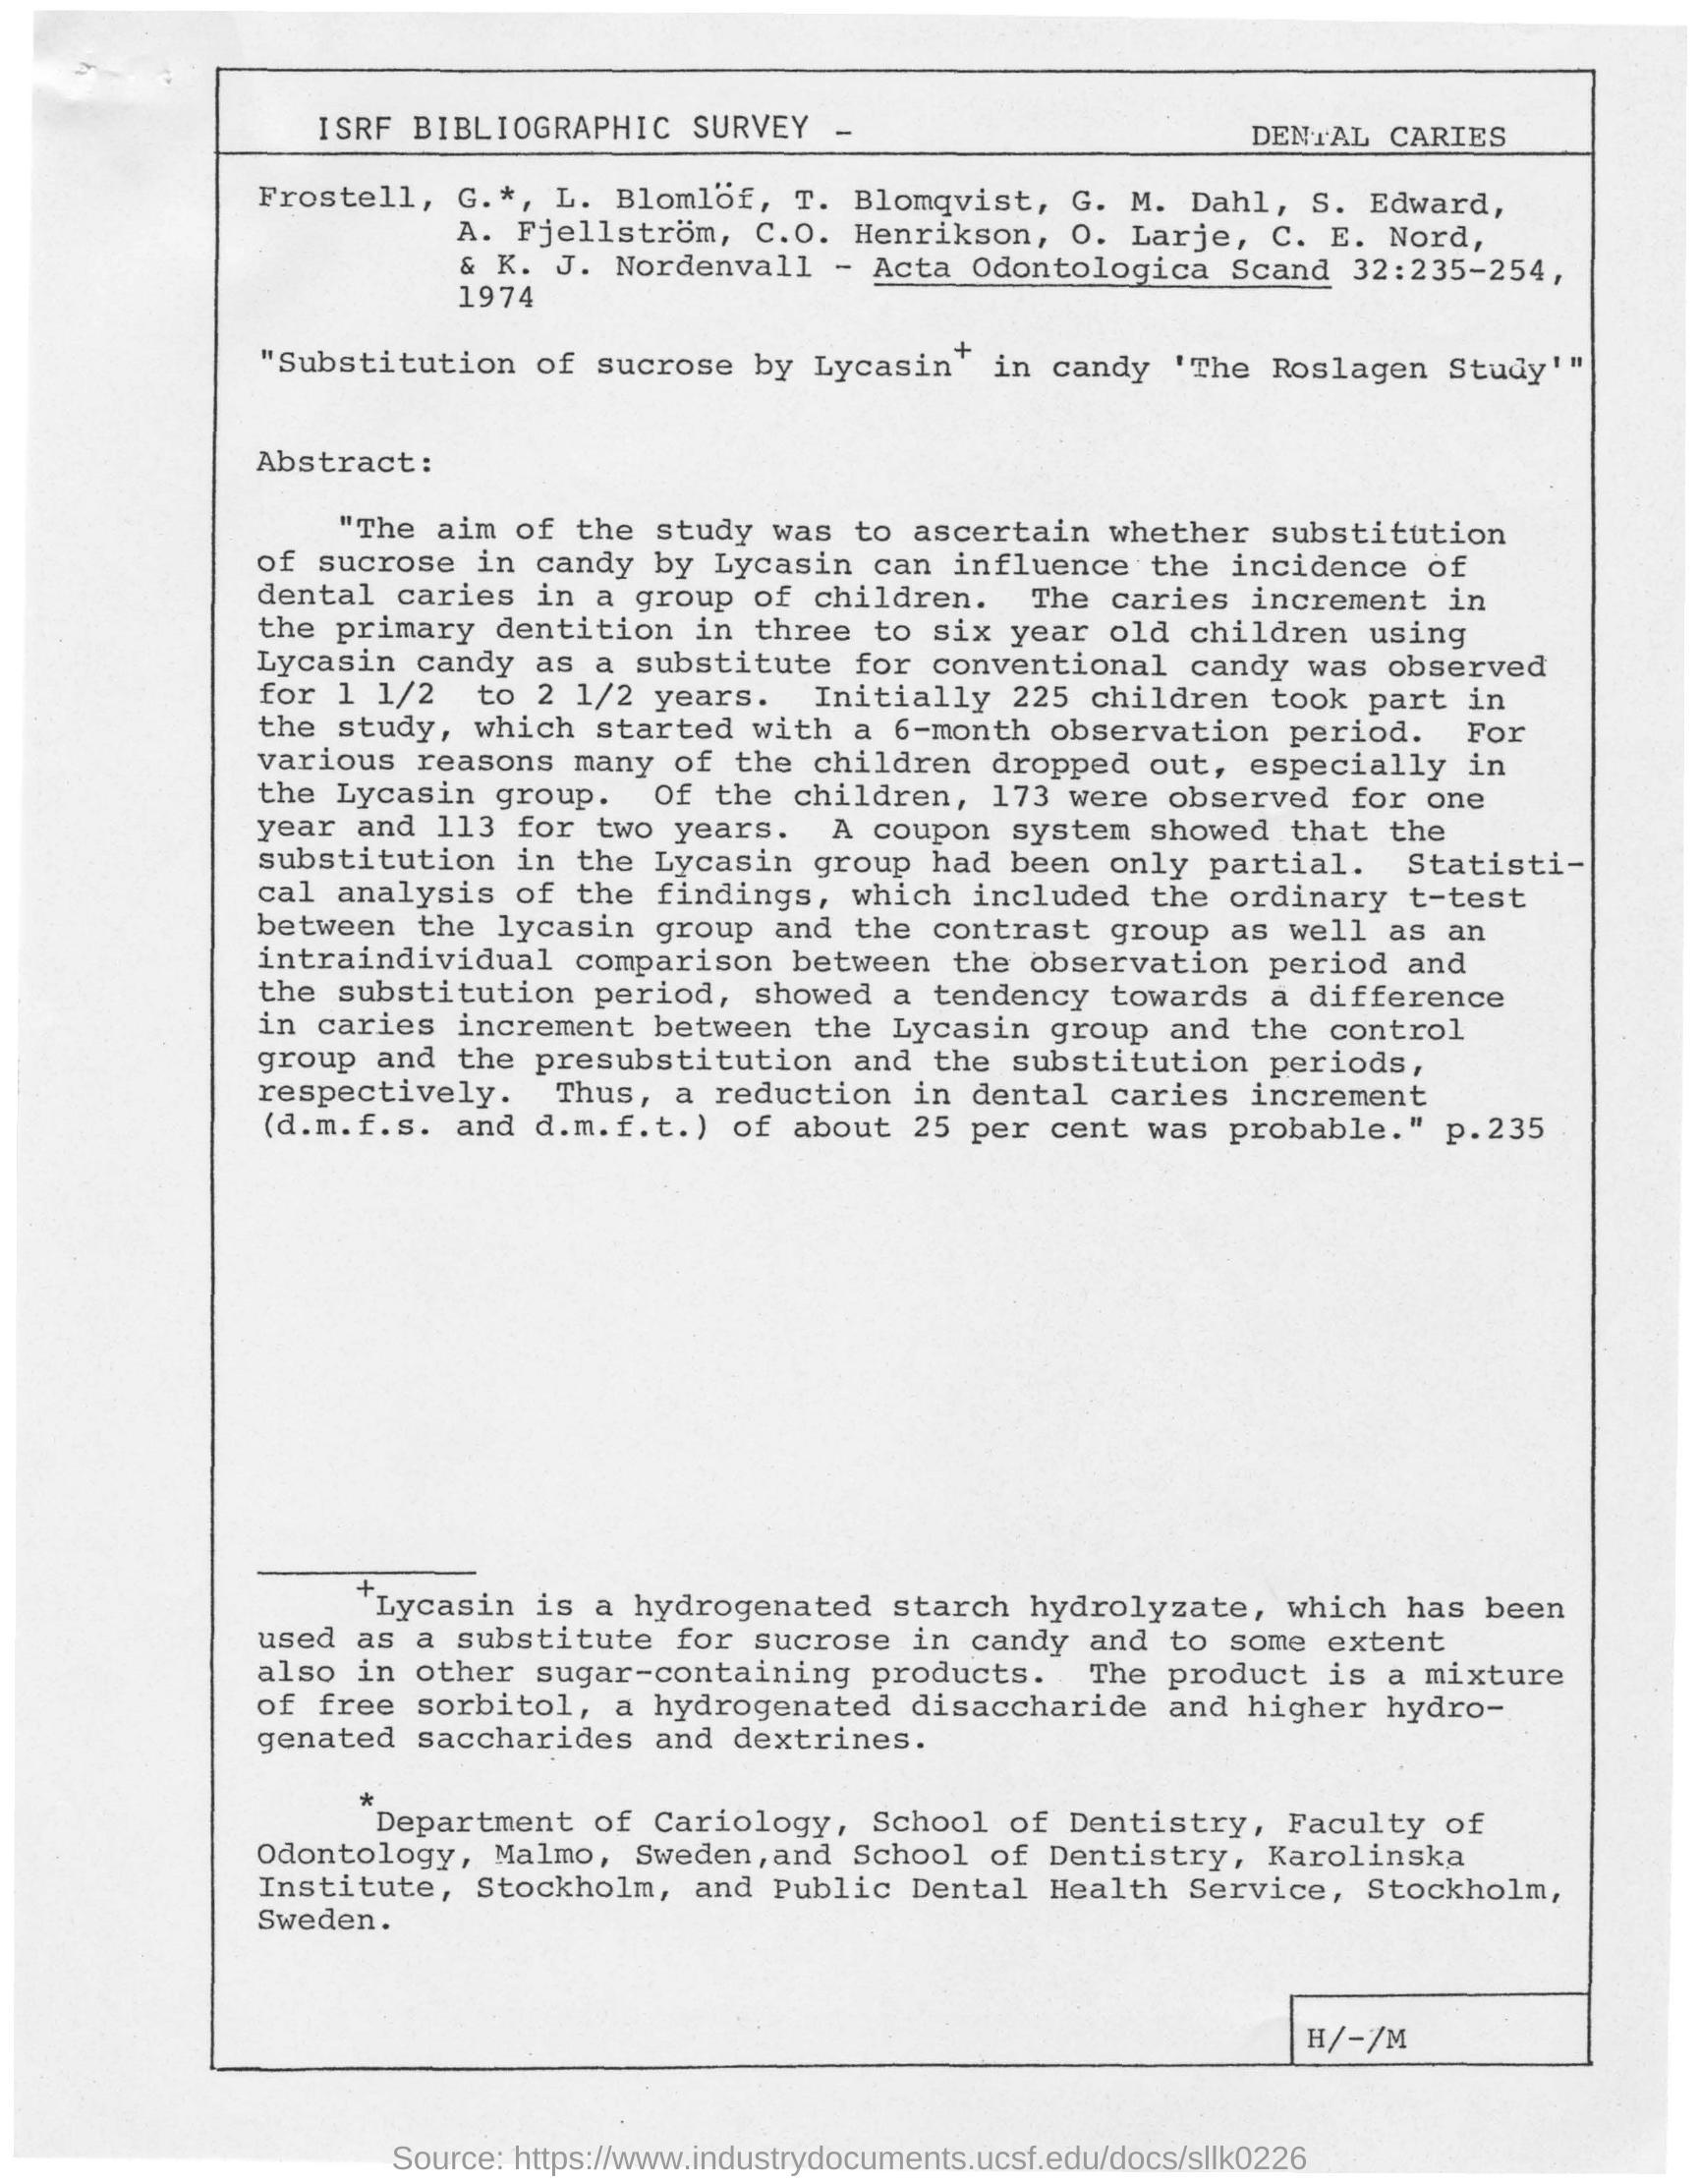 ISRF BIBLIOGRAPHIC SURVEY -
DENTAL CARIES
Frostell, G.*, L. Blomlöf, T. Blomqvist, G. M. Dahl, S. Edward,
A. Fjellström, C.O. Henrikson, O. Larje, C. E. Nord,
& K. J. Nordenvall - Acta Odontologica Scand 32:235-254,
1974
"Substitution of sucrose by Lycasin+ in candy 'The Roslagen Study'"
Abstract:
"The aim of the study was to ascertain whether substitution
of sucrose in candy by Lycasin can influence the incidence of
dental caries in a group of children. The caries increment in
the primary dentition in three to six year old children using
Lycasin candy as a substitute for conventional candy was observed
for 1 1/2 to 2 1/2 years. Initially 225 children took part in
the study, which started with a 6-month observation period. For
various reasons many of the children dropped out, especially in
the Lycasin group. Of the children, 173 were observed for one
year and 113 for two years. A coupon system showed that the
substitution in the Lycasin group had been only partial. Statisti-
cal analysis of the findings, which included the ordinary t-test
between the lycasin group and the contrast group as well as an
intraindividual comparison between the observation period and
the substitution period, showed a tendency towards a difference
in caries increment between the Lycasin group and the control
group and the presubstitution and the substitution periods,
respectively. Thus, a reduction in dental caries increment
(d.m.f.s. and d.m.f.t.) of about 25 per cent was probable." p.235
+Lycasin is a hydrogenated starch hydrolyzate, which has been
used as a substitute for sucrose in candy and to some extent
also in other sugar-containing products. The product is a mixture
of free sorbitol, a hydrogenated disaccharide and higher hydro-
genated saccharides and dextrines.
*Department of Cariology, School of Dentistry, Faculty of
Odontology, Malmo, Sweden,and School of Dentistry, Karolinska
Institute, Stockholm, and Public Dental Health Service, Stockholm,
Sweden.
H/-/M
Source: https://www.industrydocuments.ucsf.edu/docs/sllk0226